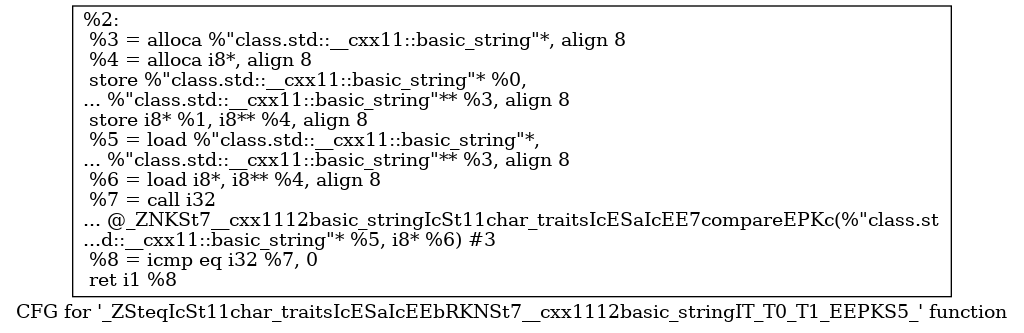 %2:
%3 = alloca %"class.std::__cxx11::basic_string"*, align 8
%4 = alloca i8*, align 8
store %"class.std::__cxx11::basic_string"* %0,
... %"class.std::__cxx11::basic_string"** %3, align 8
store i8* %1, i8** %4, align 8
%5 = load %"class.std::__cxx11::basic_string"*,
... %"class.std::__cxx11::basic_string"** %3, align 8
%6 = load i8*, i8** %4, align 8
%7 = call i32
... @_ZNKSt7__cxx1112basic_stringIcSt11char_traitsIcESaIcEE7compareEPKc(%"class.st
...d::__cxx11::basic_string"* %5, i8* %6) #3
%8 = icmp eq i32 %7, 0
ret i1 %8
CFG for '_ZSteqIcSt11char_traitsIcESaIcEEbRKNSt7__cxx1112basic_stringIT_T0_T1_EEPKS5_' function